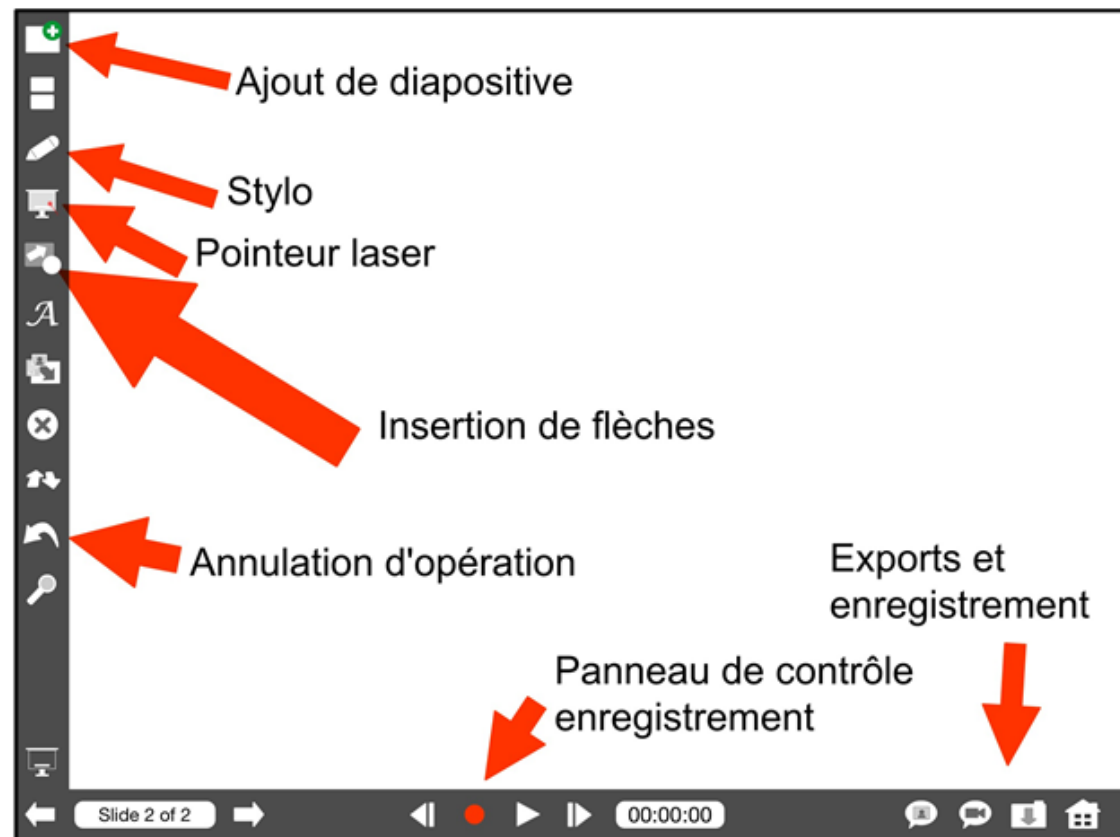 Ajout de diapositive
Stylo
Pointeur laser
A
Insertion de flèches
Annulation d'opération
Exports et
enregistrement
Panneau de contrôle
enregistrement
Slide 2 of 2
00:00:00